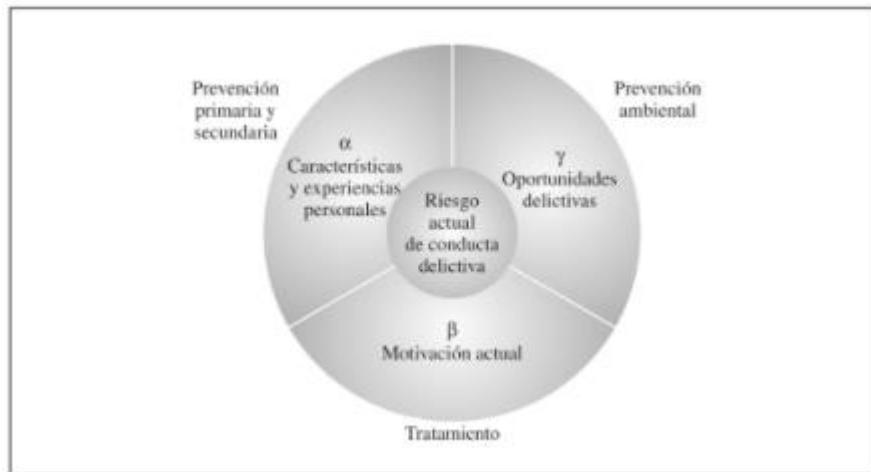 Prevención
primaria y
secundaria
Prevención
ambiental
α
Características
y experiencias
personales
γ
Oportunidades
delictivas
Riesgo
actual
de conducta
delictiva
β
Motivación actual
Tratamiento